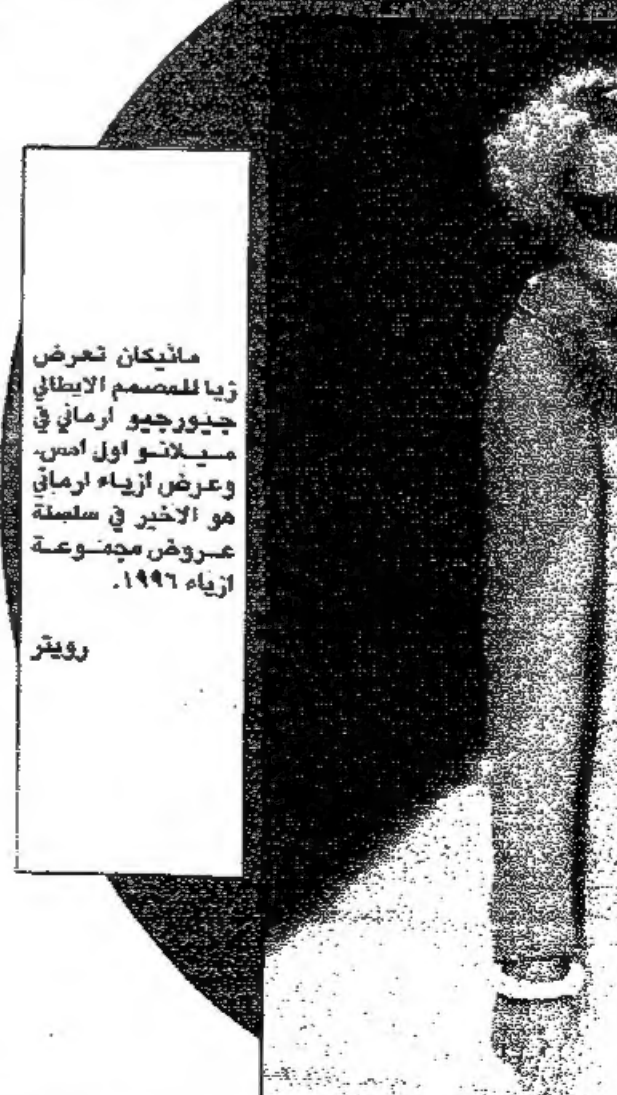 مانيكان تعرض
زيا للمصمم الايطالي
جيورجيو ارماني في
ميلانو اول امس.
وعرض ازياء ارماني
هو الاخير في سلسلة
عروض مجموعة
ازياء ١٩٩٦.
رويتر